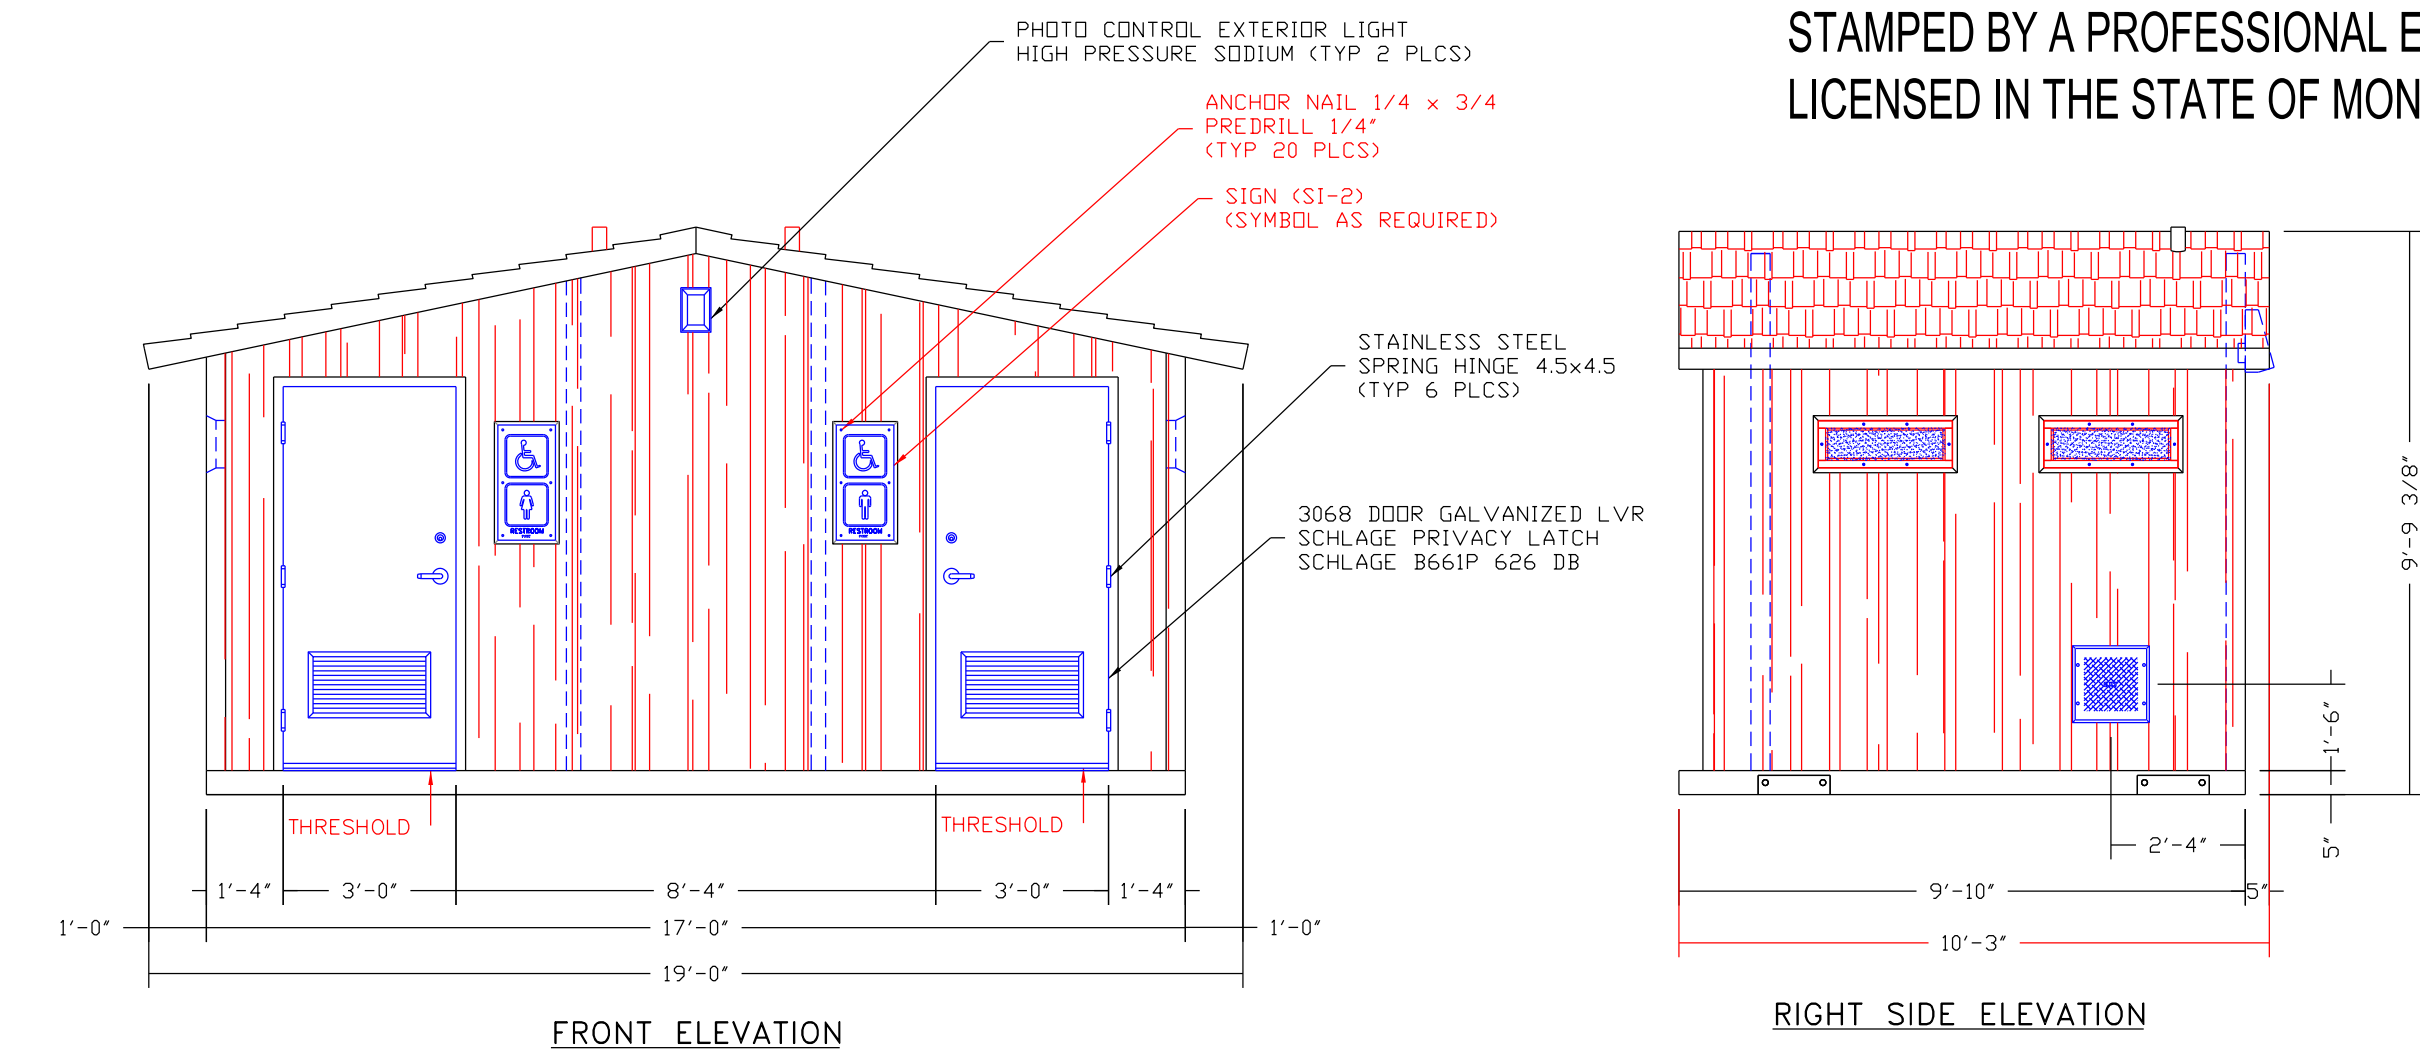 STAMPED BY A PROFESSIONAL E
LICENSED IN THE STATE OF MON
PHOTO CONTROL EXTERIOR LIGHT
HIGH PRESSURE SODIUM (TYP 2 PLCS)
ANCHOR NAIL 1/4 x 3/4
PREDRILL 1/4"
(TYP 20 PLCS)
SIGN (SI-2)
(SYMBOL AS REQUIRED)
STAINLESS STEEL
SPRING HINGE 4.5x4.5
(TYP 6 PLCS)
3068 DOOR GALVANIZED LVR
SCHLAGE PRIVACY LATCH
SCHLAGE B661P 626 DB
RESTROOM
RESTROOM
THRESHOLD
THRESHOLD
1'-4"
3'-0"
8'-4"
3'-0"
1'-4"
1'-0"
17'-0"
1'-0"
19'-0"
FRONT ELEVATION
9'-9 3/8"
1'-6"
5"
2'-4"
9'-10"
5"
10'-3"
RIGHT SIDE ELEVATION